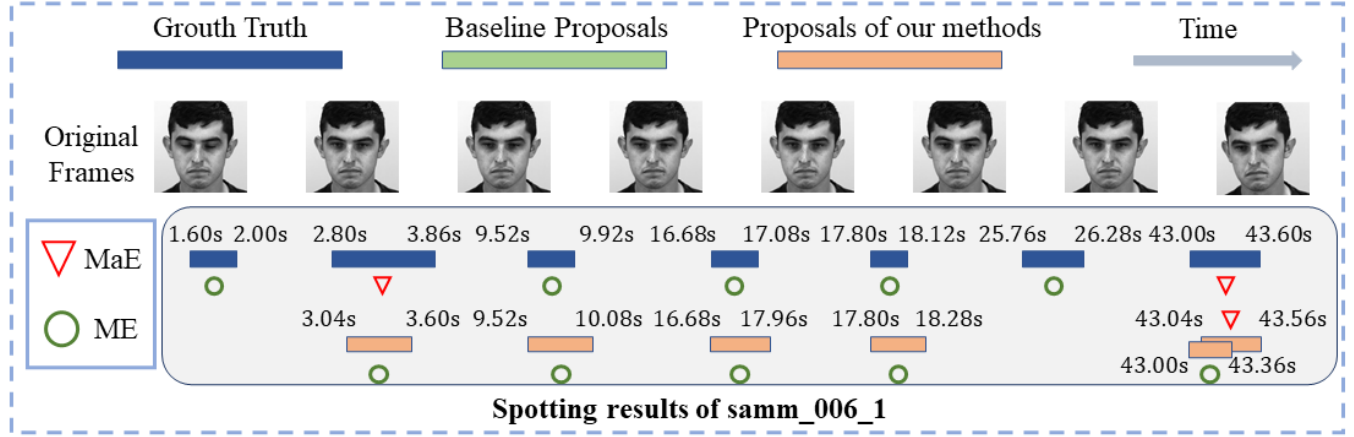 Grouth Truth Baseline Proposals Proposals of our methods Time
Original
Frames
1.60s 2.00s 2.80s 3.86s 9.52s 9.92s 16.68s 17.08s 17.80s 18.12s 25.76s 26.28s 43.00s 43.60s
MaE
ME
3.04s 3.60s 9.52s 10.08s 16.68s 17.96s 17.80s 18.28s 43.04s 43.56s
43.00s 43.36s
Spotting results of samm_006_1